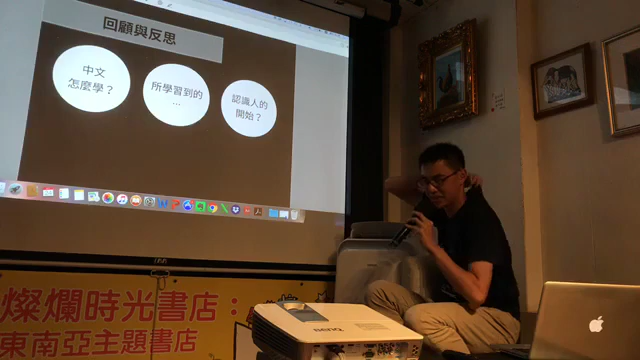 回顧與反思
中文
怎麼學？
所學習到的
…
認識人的
開始？
燦爛時光書店：
東南亞主題書店
BenQ